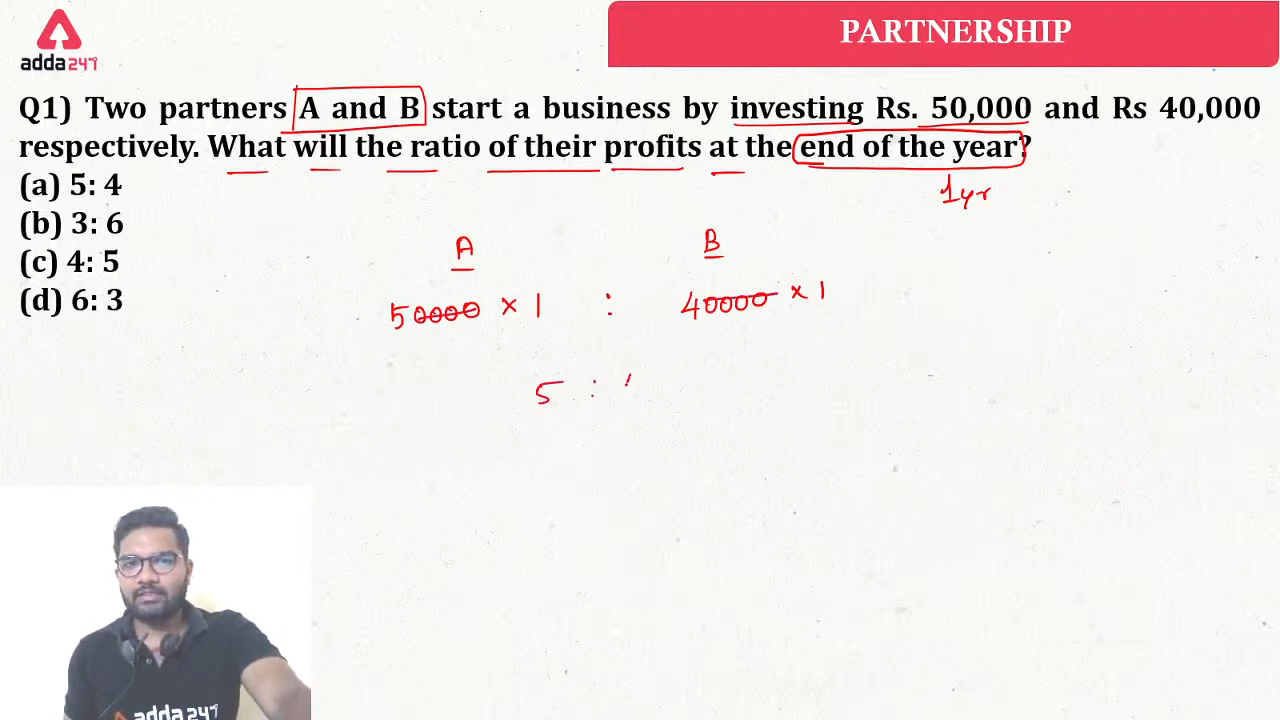 PARTNERSHIP
adda247
Q1) Two partners A and B start a business by investing Rs. 50,000 and Rs 40,000
respectively. What will the ratio of their profits at the end of the year?
(a) 5: 4
(b) 3: 6
(c) 4: 5
(d) 6: 3
1yr
A B
50000 × 1 : 40000 × 1
5 :
adda247